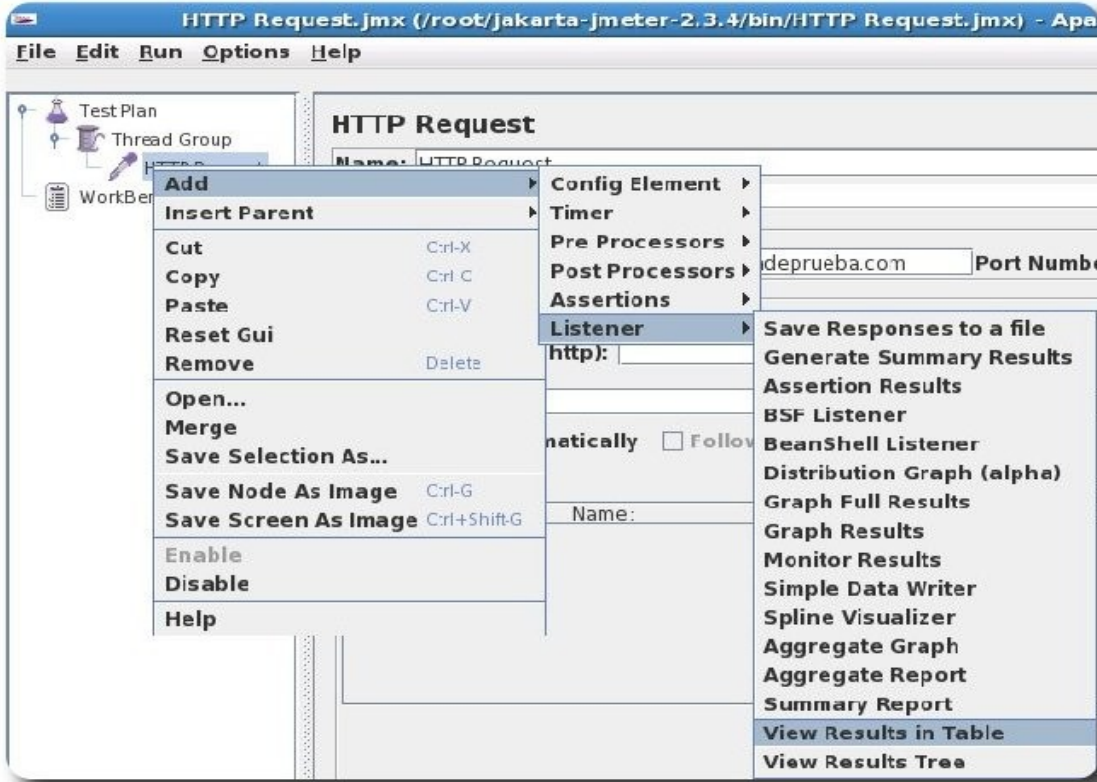 HTTP Request.jmx (/root/jakarta-jmeter-2.3.4/bin/HTTP Request.jmx) - Apa
File Edit Run Options Help
Test Plan
Thread Group
HTTP Request
WorkBen
HTTP Request
Name: HTTP Request
Add
Insert Parent
Cut Ctrl-X
Copy Ctrl-C
Paste Ctrl-V
Reset Gui
Remove Delete
Open...
Merge
Save Selection As...
Save Node As Image Ctrl-G
Save Screen As Image Ctrl+Shift-G
Enable
Disable
Help
Config Element
Timer
Pre Processors
Post Processors
Assertions
Listener
deprueba.com Port Numbe
http):
matically Follow
Name:
Save Responses to a file
Generate Summary Results
Assertion Results
BSF Listener
BeanShell Listener
Distribution Graph (alpha)
Graph Full Results
Graph Results
Monitor Results
Simple Data Writer
Spline Visualizer
Aggregate Graph
Aggregate Report
Summary Report
View Results in Table
View Results Tree